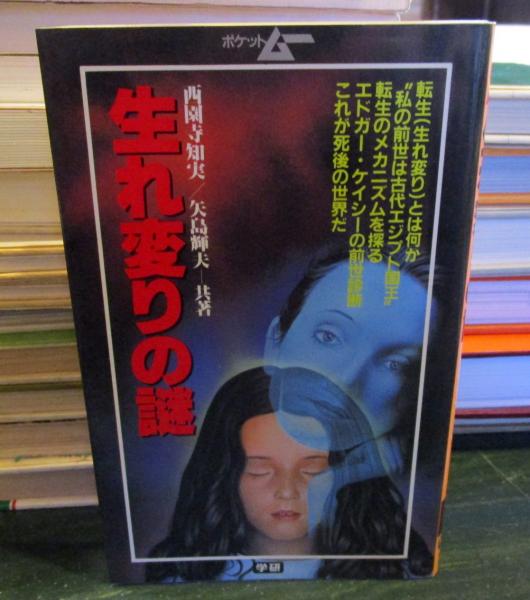 ポケットムー
転生(生れ変り)とは何か
"私の前世は古代エジプト国王"
転生のメカニズムを探る
エドガー・ケイシーの前世診断
これが死後の世界だ
西園寺知実/矢島輝夫―共著
生れ変りの謎
学研